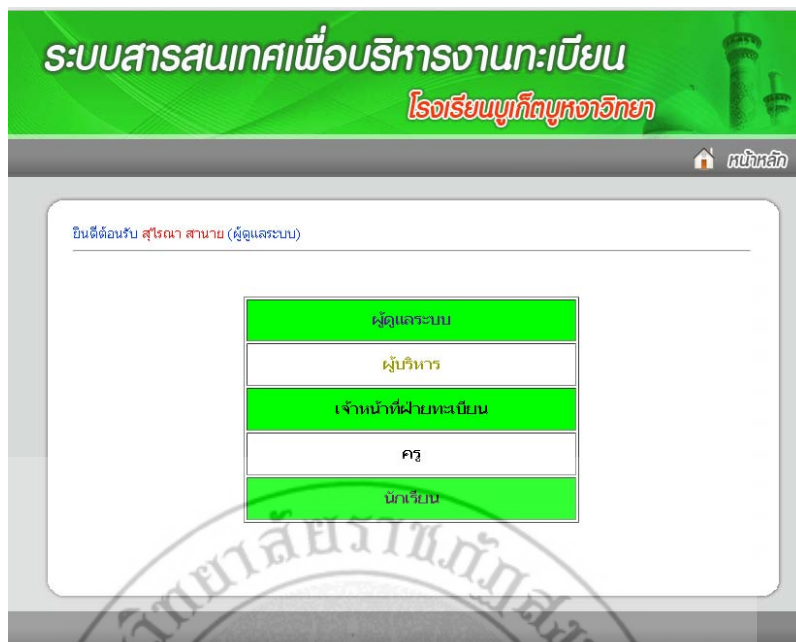 ระบบสารสนเทศเพื่อบริหารงานทะเบียน
โรงเรียนบูเก็ตบูหงาวิทยา
หน้าหลัก
ยินดีต้อนรับ สุไรณา สานาย (ผู้ดูแลระบบ)
ผู้ดูแลระบบ
ผู้บริหาร
เจ้าหน้าที่ฝ่ายทะเบียน
ครู
นักเรียน